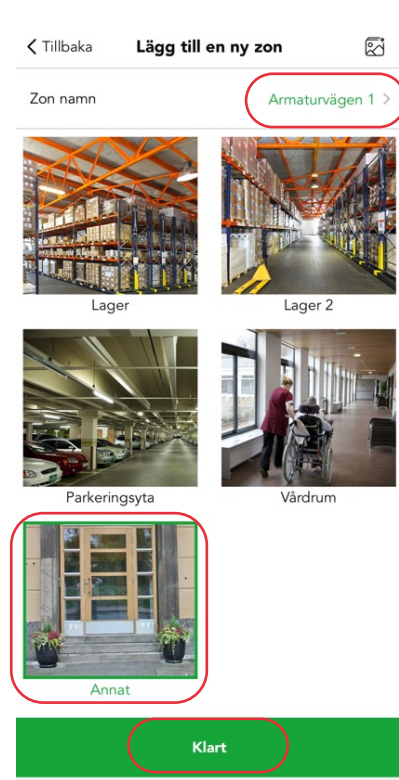 Tillbaka Lägg till en ny zon
Zon namn Armaturvägen 1
Lager Lager 2
Parkeringsyta Vårdrum
Annat
Klart